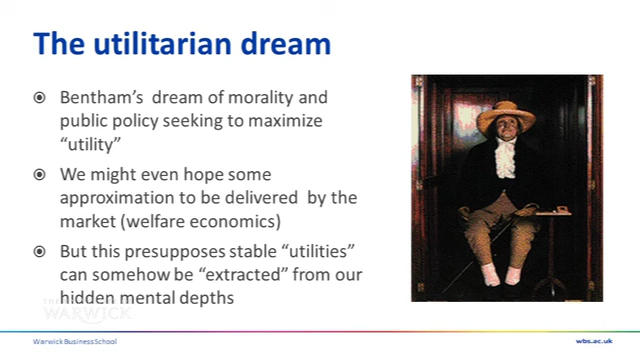 The utilitarian dream
Bentham’s dream of morality and
public policy seeking to maximize
“utility”
We might even hope some
approximation to be delivered by the
market (welfare economics)
But this presupposes stable “utilities”
can somehow be “extracted” from our
hidden mental depths
WARWICK
Warwick Business School
wbs.ac.uk